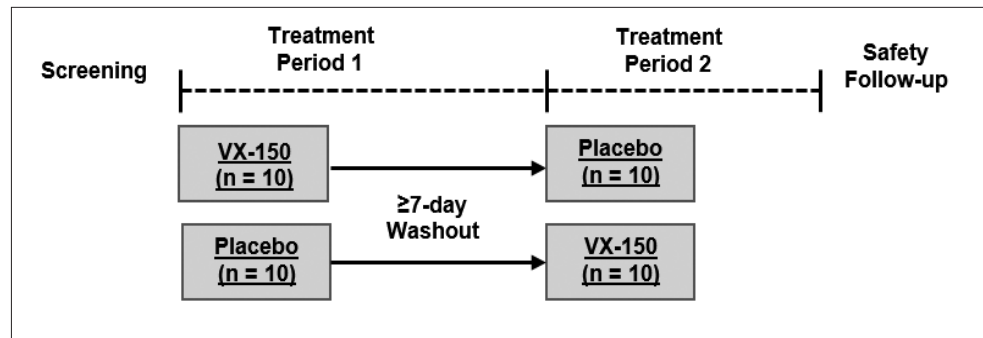 Screening
Treatment
Period 1
Treatment
Period 2
Safety
Follow-up
VX-150
(n = 10)
Placebo
(n = 10)
≥7-day
Washout
Placebo
(n = 10)
VX-150
(n = 10)